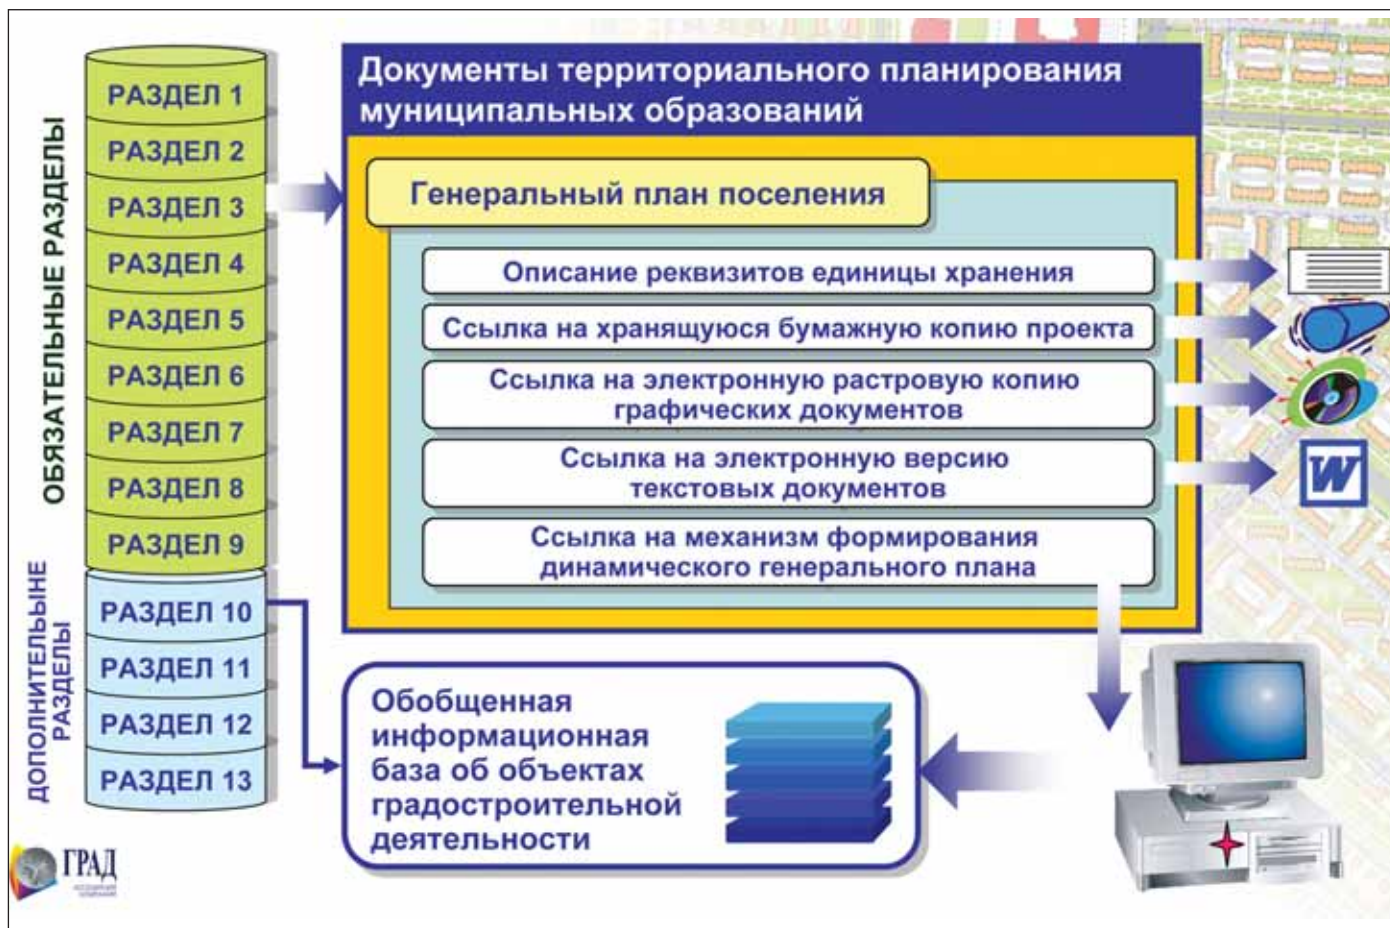 ОБЯЗАТЕЛЬНЫЕ РАЗДЕЛЫ
РАЗДЕЛ 1
РАЗДЕЛ 2
РАЗДЕЛ 3
РАЗДЕЛ 4
РАЗДЕЛ 5
РАЗДЕЛ 6
РАЗДЕЛ 7
РАЗДЕЛ 8
РАЗДЕЛ 9
ДОПОЛНИТЕЛЬЫНЕ
РАЗДЕЛЫ
РАЗДЕЛ 10
РАЗДЕЛ 11
РАЗДЕЛ 12
РАЗДЕЛ 13
Документы территориального планирования
муниципальных образований
Генеральный план поселения
Описание реквизитов единицы хранения
Ссылка на хранящуюся бумажную копию проекта
Ссылка на электронную растровую копию
графических документов
Ссылка на электронную версию
текстовых документов
W
Ссылка на механизм формирования
динамического генерального плана
Обобщенная
информационная
база об объектах
градостроительной
деятельности
ГРАД